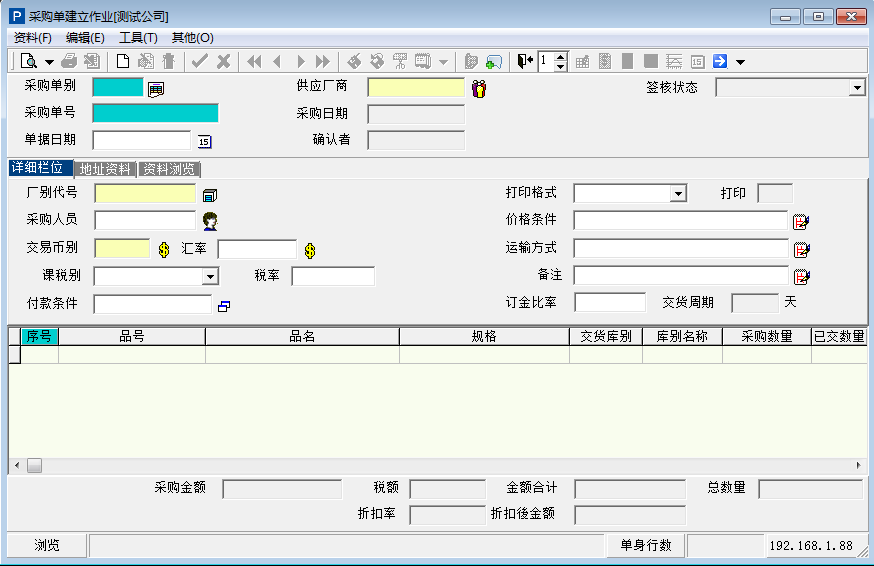 采购单建立作业[测试公司]
资料(F) 编辑(E) 工具(T) 其他(O)
1 15
采购单别 供应厂商 签核状态
采购单号 采购日期
单据日期 15 确认者
详细栏位 地址资料 资料浏览
厂别代号 打印格式 打印
采购人员 价格条件
交易币别 汇率 运输方式
课税别 税率 备注
付款条件 订金比率 交货周期 天
序号 品号 品名 规格 交货库别 库别名称 采购数量 已交数量
采购金额 税额 金额合计 总数量
折扣率 折扣後金额
浏览 单身行数 192.168.1.88